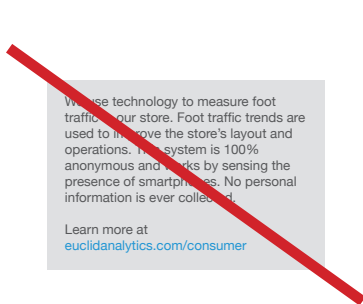 We use technology to measure foot
traffic our store. Foot traffic trends are
used to improve the store's layout and
operations. The system is 100%
anonymous and works by sensing the
presence of smartphones. No personal
information is ever collected.
Learn more at
euclidanalytics.com/consumer